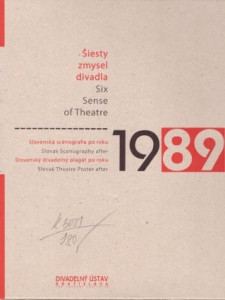 Šiesty
zmysel
divadla
Six
Sense
of Theatre
Slovenská scénografia po roku
Slovak Scenography after
Slovenský divadelný plagát po roku
Slovak Theatre Poster after
1989
DIVADELNÝ ÚSTAV
BRATISLAVA